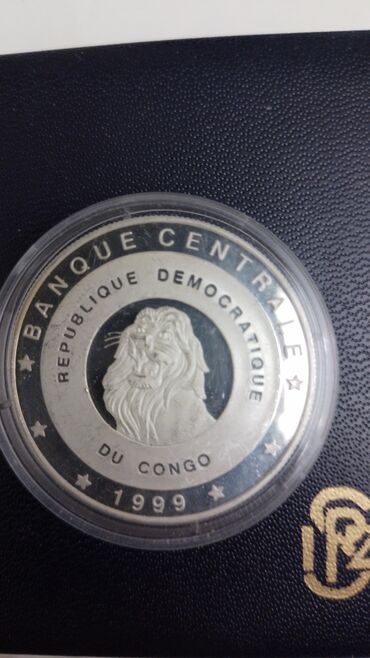 BANQUE CENTRALE
REPUBLIQUE DEMOCRATIQUE
DU CONGO
1999